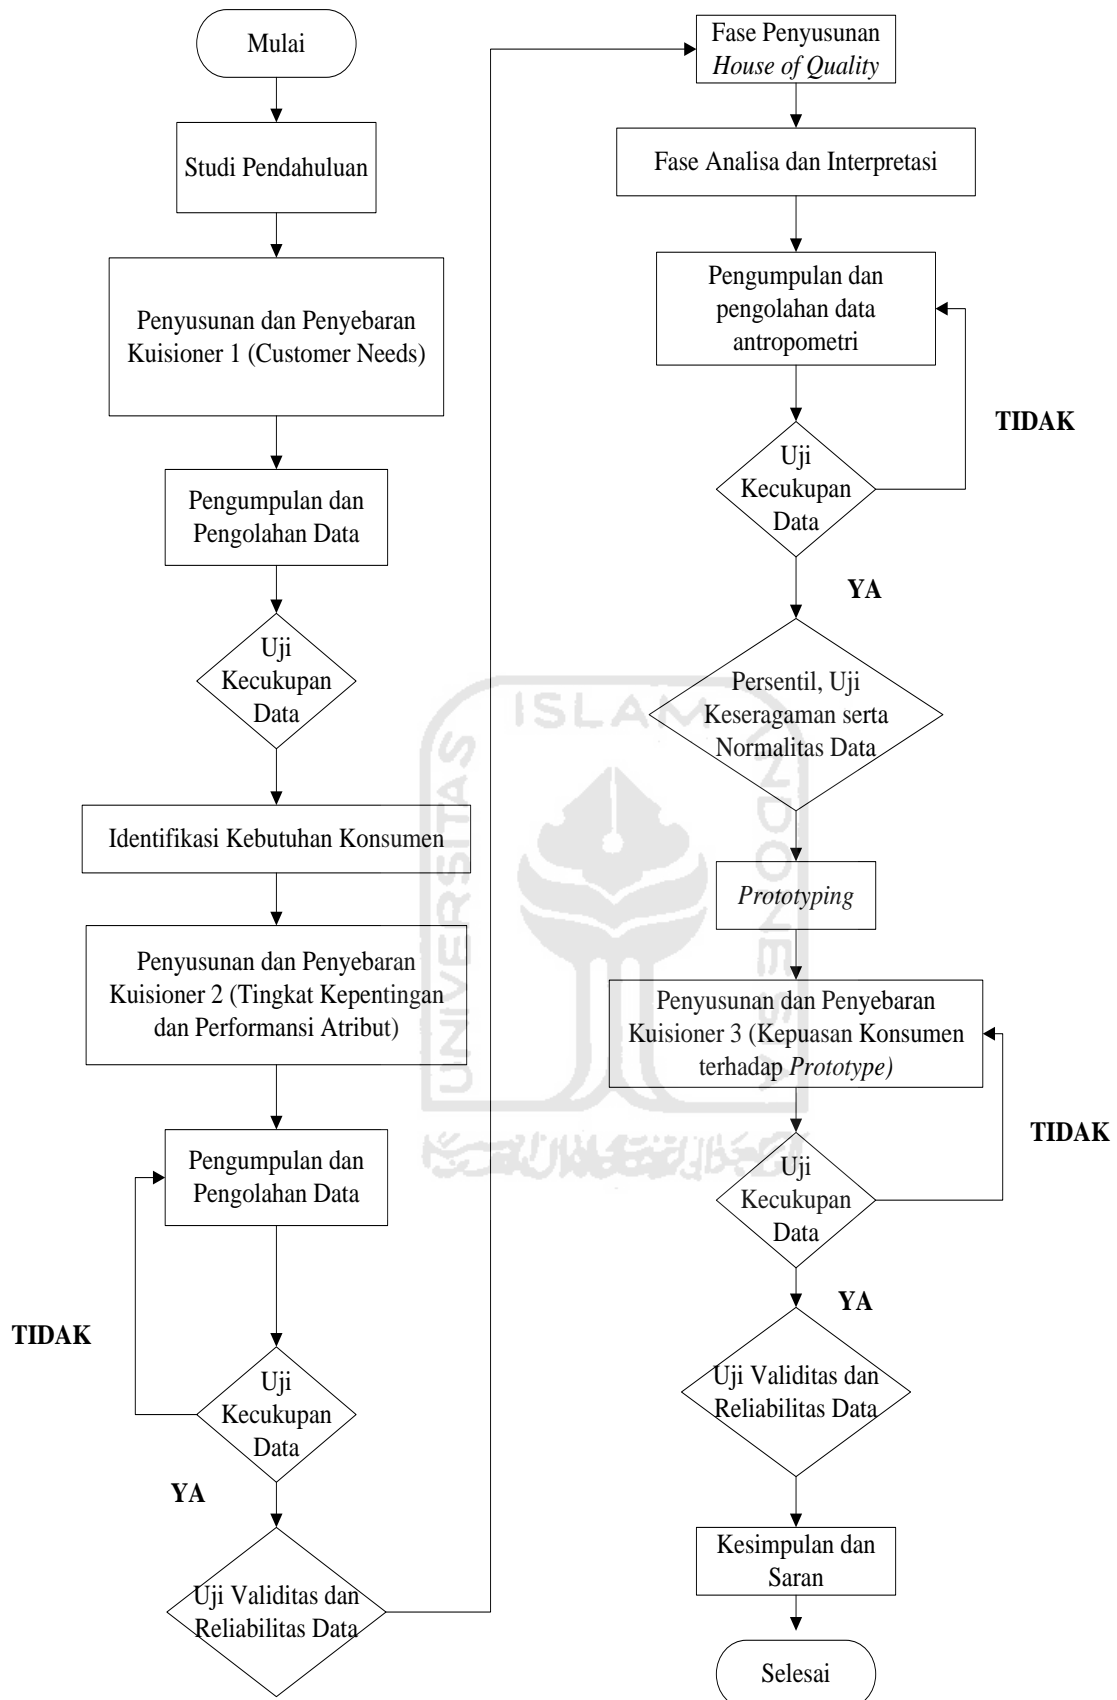 Mulai
Studi Pendahuluan
Penyusunan dan Penyebaran
Kuisioner 1 (Customer Needs)
Pengumpulan dan
Pengolahan Data
Uji
Kecukupan
Data
Identifikasi Kebutuhan Konsumen
Penyusunan dan Penyebaran
Kuisioner 2 (Tingkat Kepentingan
dan Performansi Atribut)
Pengumpulan dan
Pengolahan Data
TIDAK
Uji
Kecukupan
Data
YA
Uji Validitas dan
Reliabilitas Data
Fase Penyusunan
House of Quality
Fase Analisa dan Interpretasi
Pengumpulan dan
pengolahan data
antropometri
TIDAK
Uji
Kecukupan
Data
YA
Persentil, Uji
Keseragaman serta
Normalitas Data
Prototyping
Penyusunan dan Penyebaran
Kuisioner 3 (Kepuasan Konsumen
terhadap Prototype)
TIDAK
Uji
Kecukupan
Data
YA
Uji Validitas dan
Reliabilitas Data
Kesimpulan dan
Saran
Selesai
UNIVERSITAS
ISLAM
INDONESIA